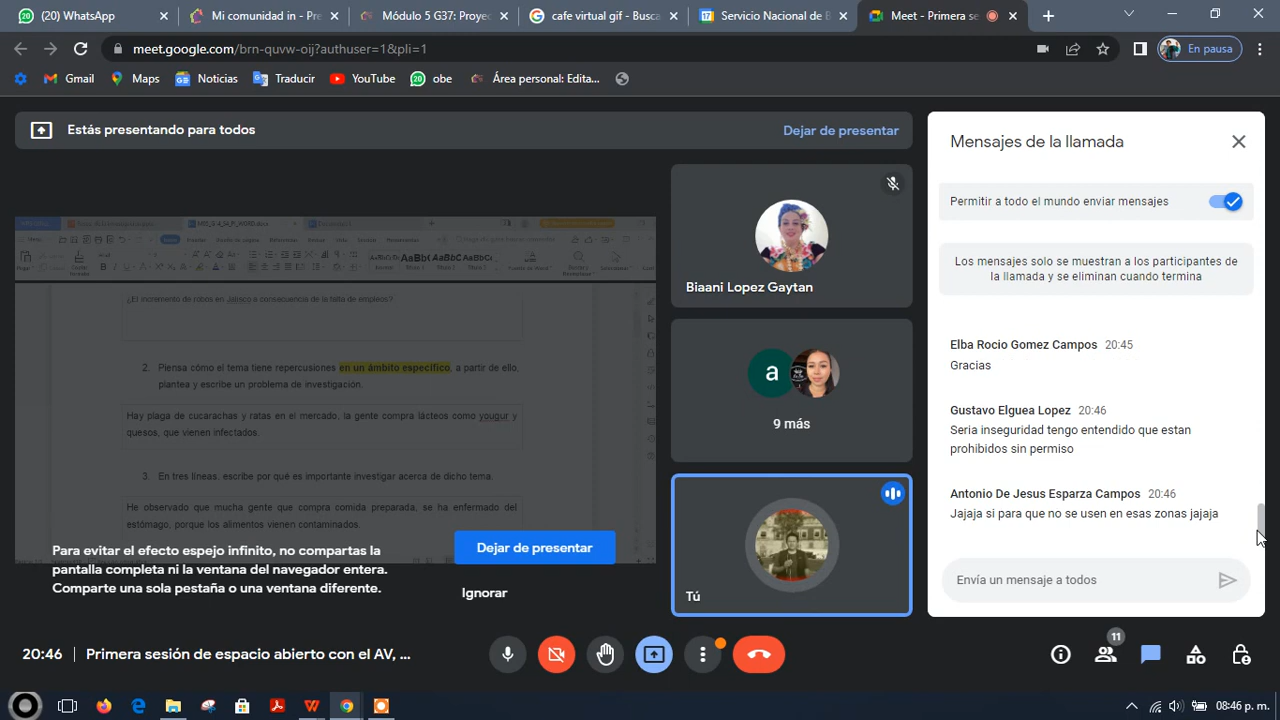 (20) WhatsApp
Mi comunidad in - Pre
Módulo 5 G37: Proyec
cafe virtual gif - Busca
Servicio Nacional de B
Meet - Primera se
meet.google.com/brn-quvw-oij?authuser=1&pli=1
En pausa
Gmail
Maps
Noticias
Traducir
YouTube
obe
Área personal: Edita...
Estás presentando para todos
Dejar de presentar
¿El incremento de robos en Jalisco a consecuencia de la falta de empleos?
2. Piensa cómo el tema tiene repercusiones en un ámbito específico, a partir de ello,
plantea y escribe un problema de investigación.
Hay plaga de cucarachas y ratas en el mercado, la gente compra lácteos como yougur y
quesos, que vienen infectados.
3. En tres líneas, escribe por qué es importante investigar acerca de dicho tema.
He observado que mucha gente que compra comida preparada, se ha enfermado del
estómago, porque los alimentos vienen contaminados.
Para evitar el efecto espejo infinito, no compartas la
pantalla completa ni la ventana del navegador entera.
Comparte una sola pestaña o una ventana diferente.
Dejar de presentar
Ignorar
Biaani Lopez Gaytan
a
9 más
Tú
Mensajes de la llamada
Permitir a todo el mundo enviar mensajes
Los mensajes solo se muestran a los participantes de
la llamada y se eliminan cuando termina
Elba Rocio Gomez Campos 20:45
Gracias
Gustavo Elguea Lopez 20:46
Seria inseguridad tengo entendido que estan
prohibidos sin permiso
Antonio De Jesus Esparza Campos 20:46
Jajaja si para que no se usen en esas zonas jajaja
Envía un mensaje a todos
20:46
Primera sesión de espacio abierto con el AV, ...
11
08:46 p. m.